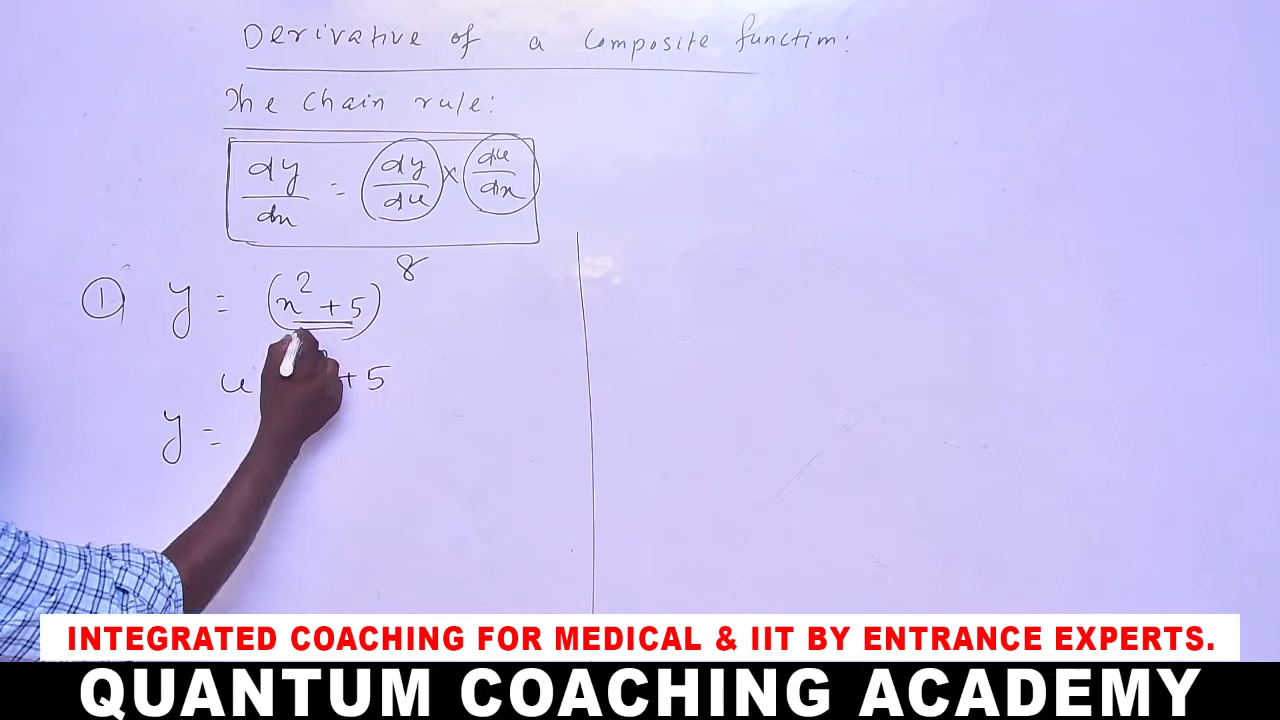 Derivative of a Composite function:
The Chain rule:
dy/dx = dy/du × du/dx
① y = (x² + 5)⁸
u + 5
y =
INTEGRATED COACHING FOR MEDICAL & IIT BY ENTRANCE EXPERTS.
QUANTUM COACHING ACADEMY